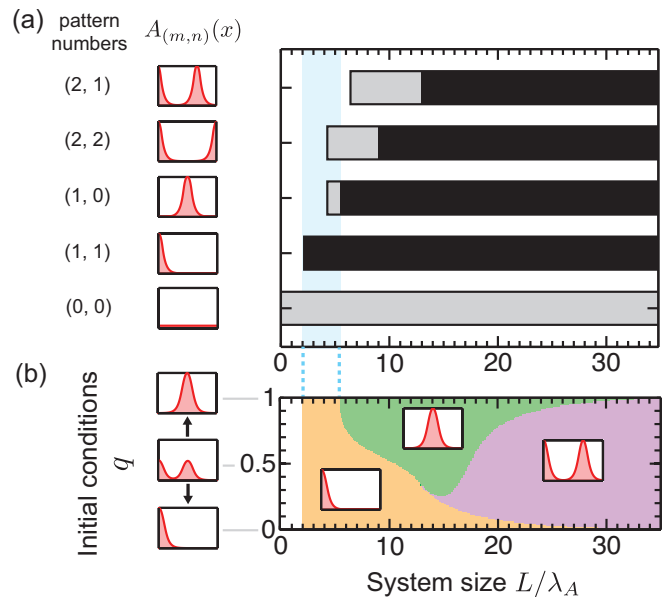 (a)
pattern numbers
A(m,n)(x)
(2, 1)
(2, 2)
(1, 0)
(1, 1)
(0, 0)
0 10 20 30
(b)
Initial conditions
q
1
0.5
0
0 10 20 30
System size L/λA